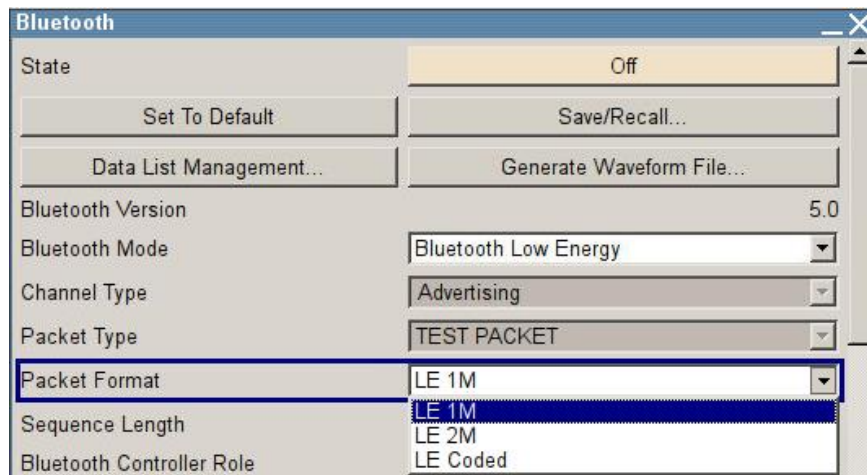 Bluetooth
State Off
Set To Default Save/Recall...
Data List Management... Generate Waveform File...
Bluetooth Version 5.0
Bluetooth Mode Bluetooth Low Energy
Channel Type Advertising
Packet Type TEST PACKET
Packet Format LE 1M
LE 1M
Sequence Length LE 2M
Bluetooth Controller Role LE Coded